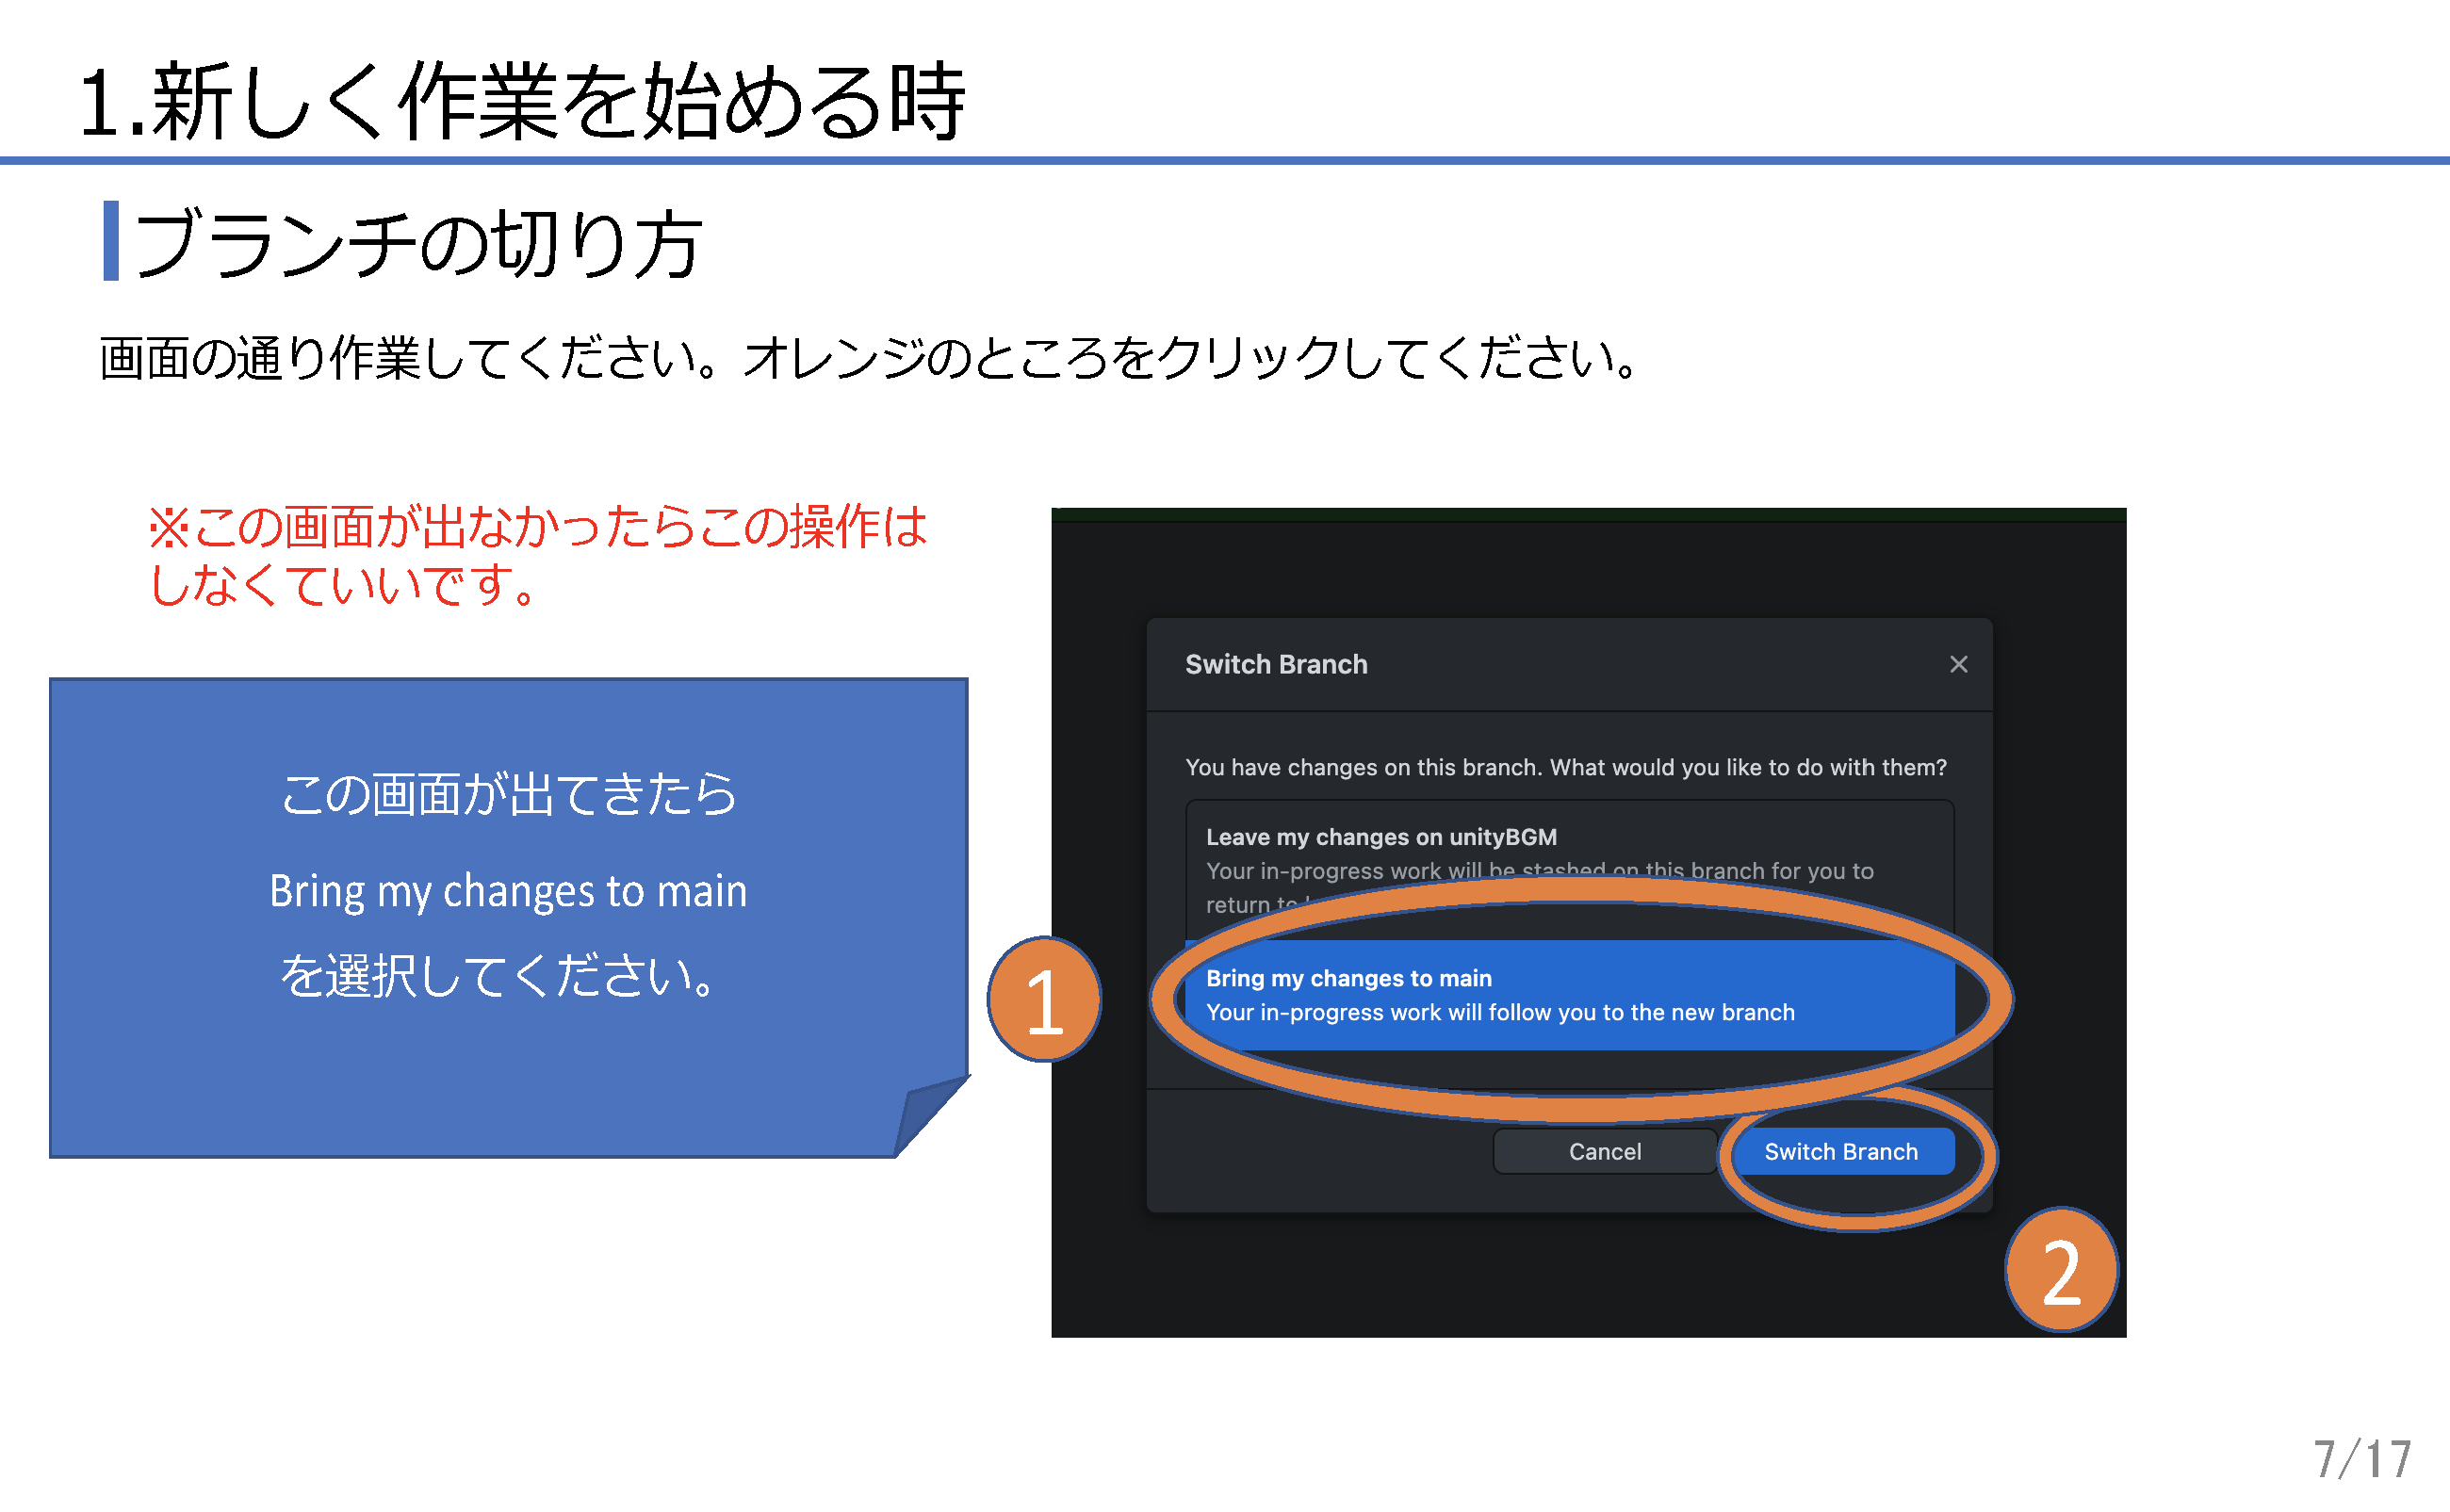 1.新しく作業を始める時
ブランチの切り方
画面の通り作業してください。オレンジのところをクリックしてください。
※この画面が出なかったらこの操作は
しなくていいです。
この画面が出てきたら
Bring my changes to main
を選択してください。
1
Switch Branch
You have changes on this branch. What would you like to do with them?
Leave my changes on unityBGM
Your in-progress work will be stashed on this branch for you to
return to
Bring my changes to main
Your in-progress work will follow you to the new branch
Cancel
Switch Branch
2
7/17